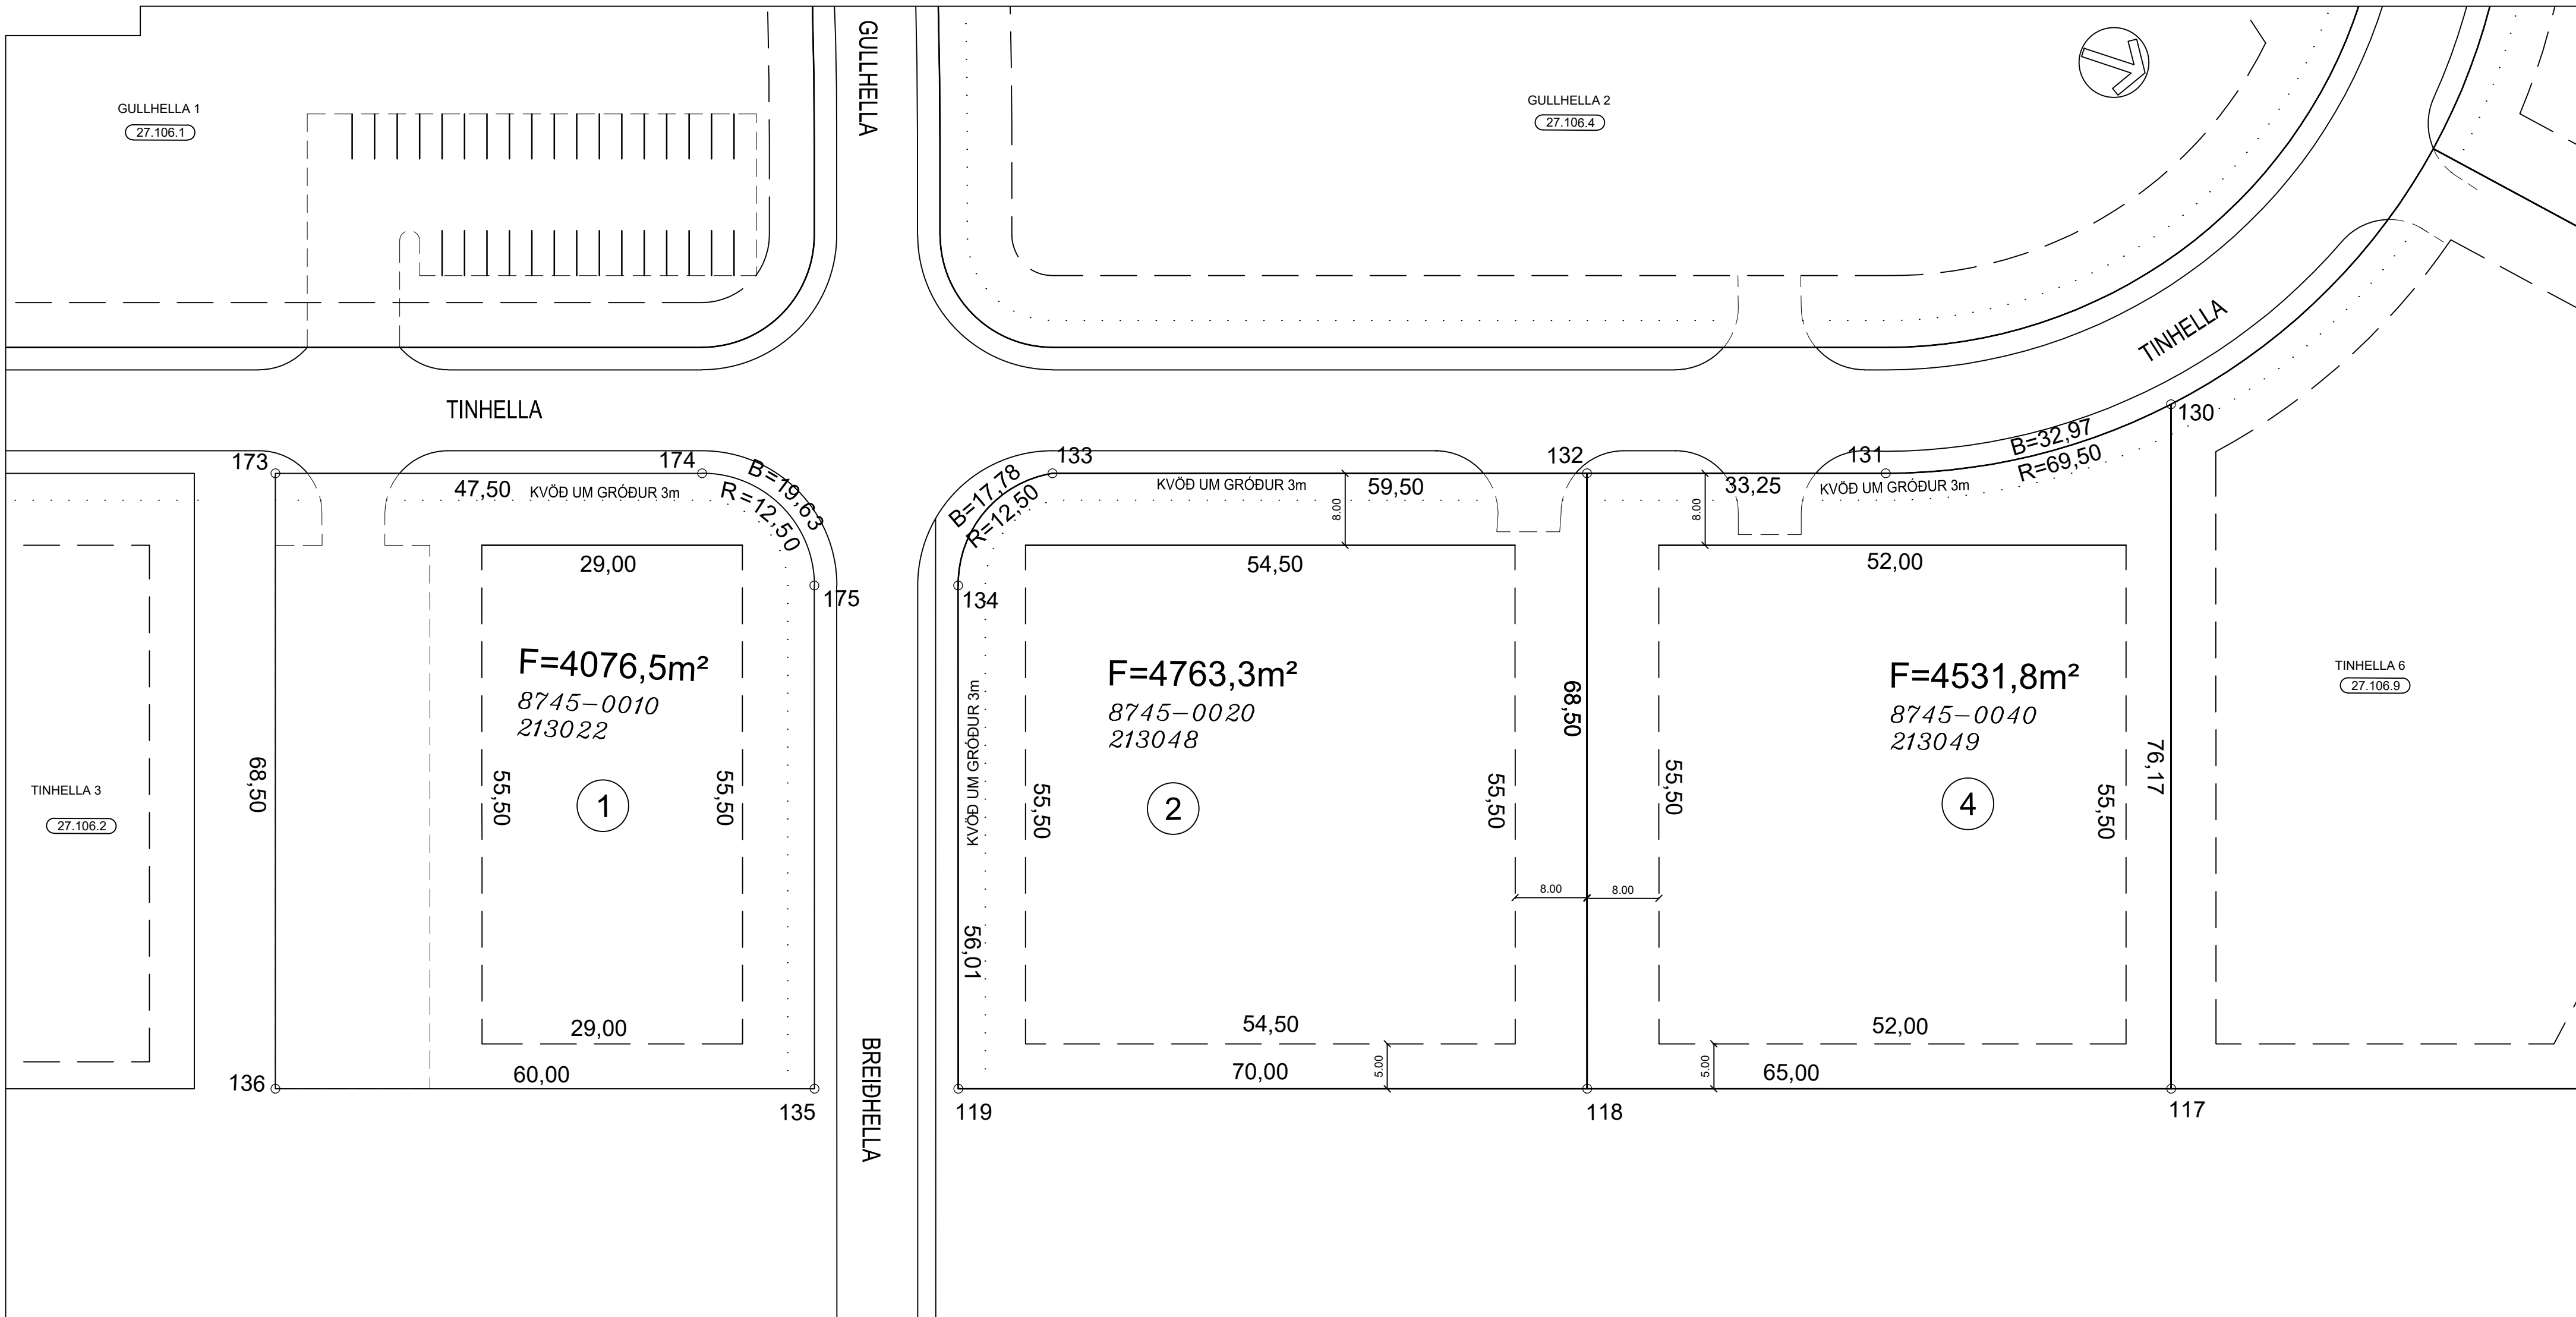 GULLHELLA
GULLHELLA 1
27.106.1
GULLHELLA 2
27.106.4
TINHELLA
TINHELLA
130
173
174
47,50
KVÖÐ UM GRÓÐUR 3m
B=19,63
R=12,50
175
B=17,78
R=12,50
133
134
KVÖÐ UM GRÓÐUR 3m
59,50
8.00
132
131
8.00
33,25
KVÖÐ UM GRÓÐUR 3m
B=32,97
R=69,50
29,00
54,50
52,00
F=4076,5m²
8745-0010
213022
1
68,50
55,50
55,50
29,00
60,00
136
135
KVÖÐ UM GRÓÐUR 3m
56,01
F=4763,3m²
8745-0020
213048
2
55,50
55,50
68,50
8.00
8.00
54,50
5.00
70,00
119
118
F=4531,8m²
8745-0040
213049
4
55,50
55,50
76,17
52,00
5.00
65,00
117
TINHELLA 3
27.106.2
TINHELLA 6
27.106.9
BREIÐHELLA